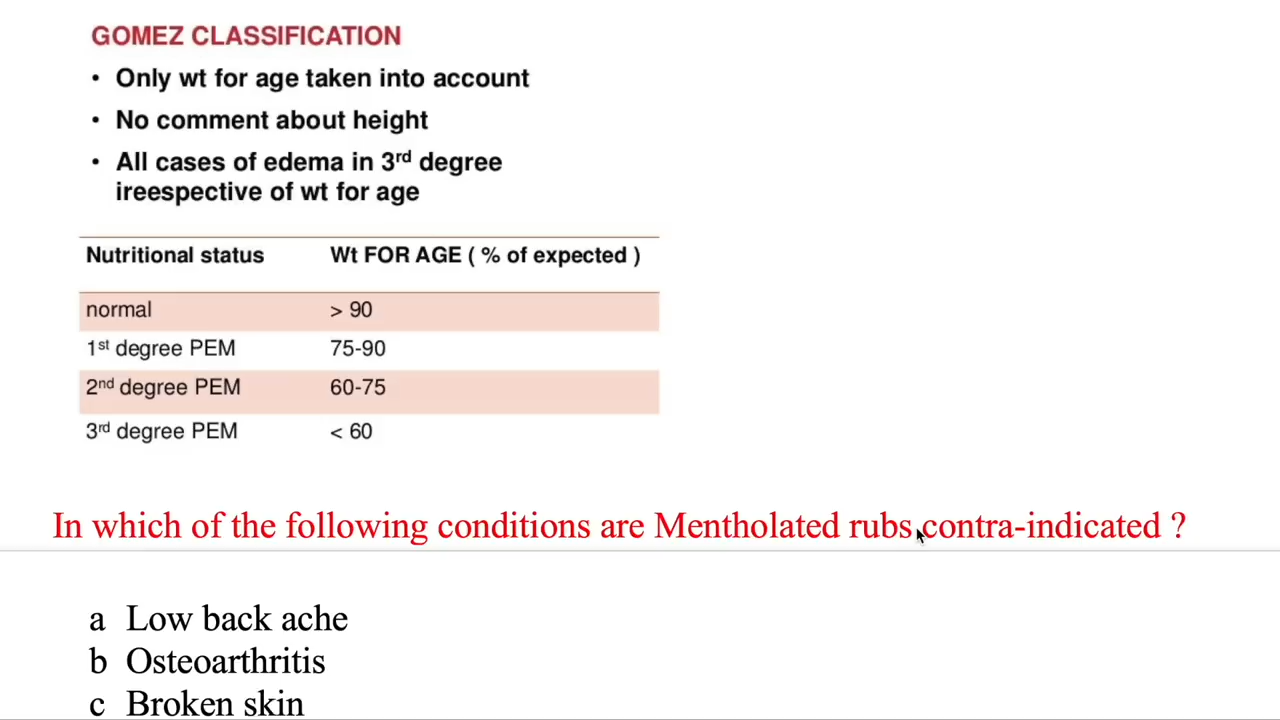 GOMEZ CLASSIFICATION
• Only wt for age taken into account
• No comment about height
• All cases of edema in 3rd degree
ireespective of wt for age
Nutritional status Wt FOR AGE ( % of expected )
normal > 90
1st degree PEM 75-90
2nd degree PEM 60-75
3rd degree PEM < 60
In which of the following conditions are Mentholated rubs contra-indicated ?
a Low back ache
b Osteoarthritis
c Broken skin